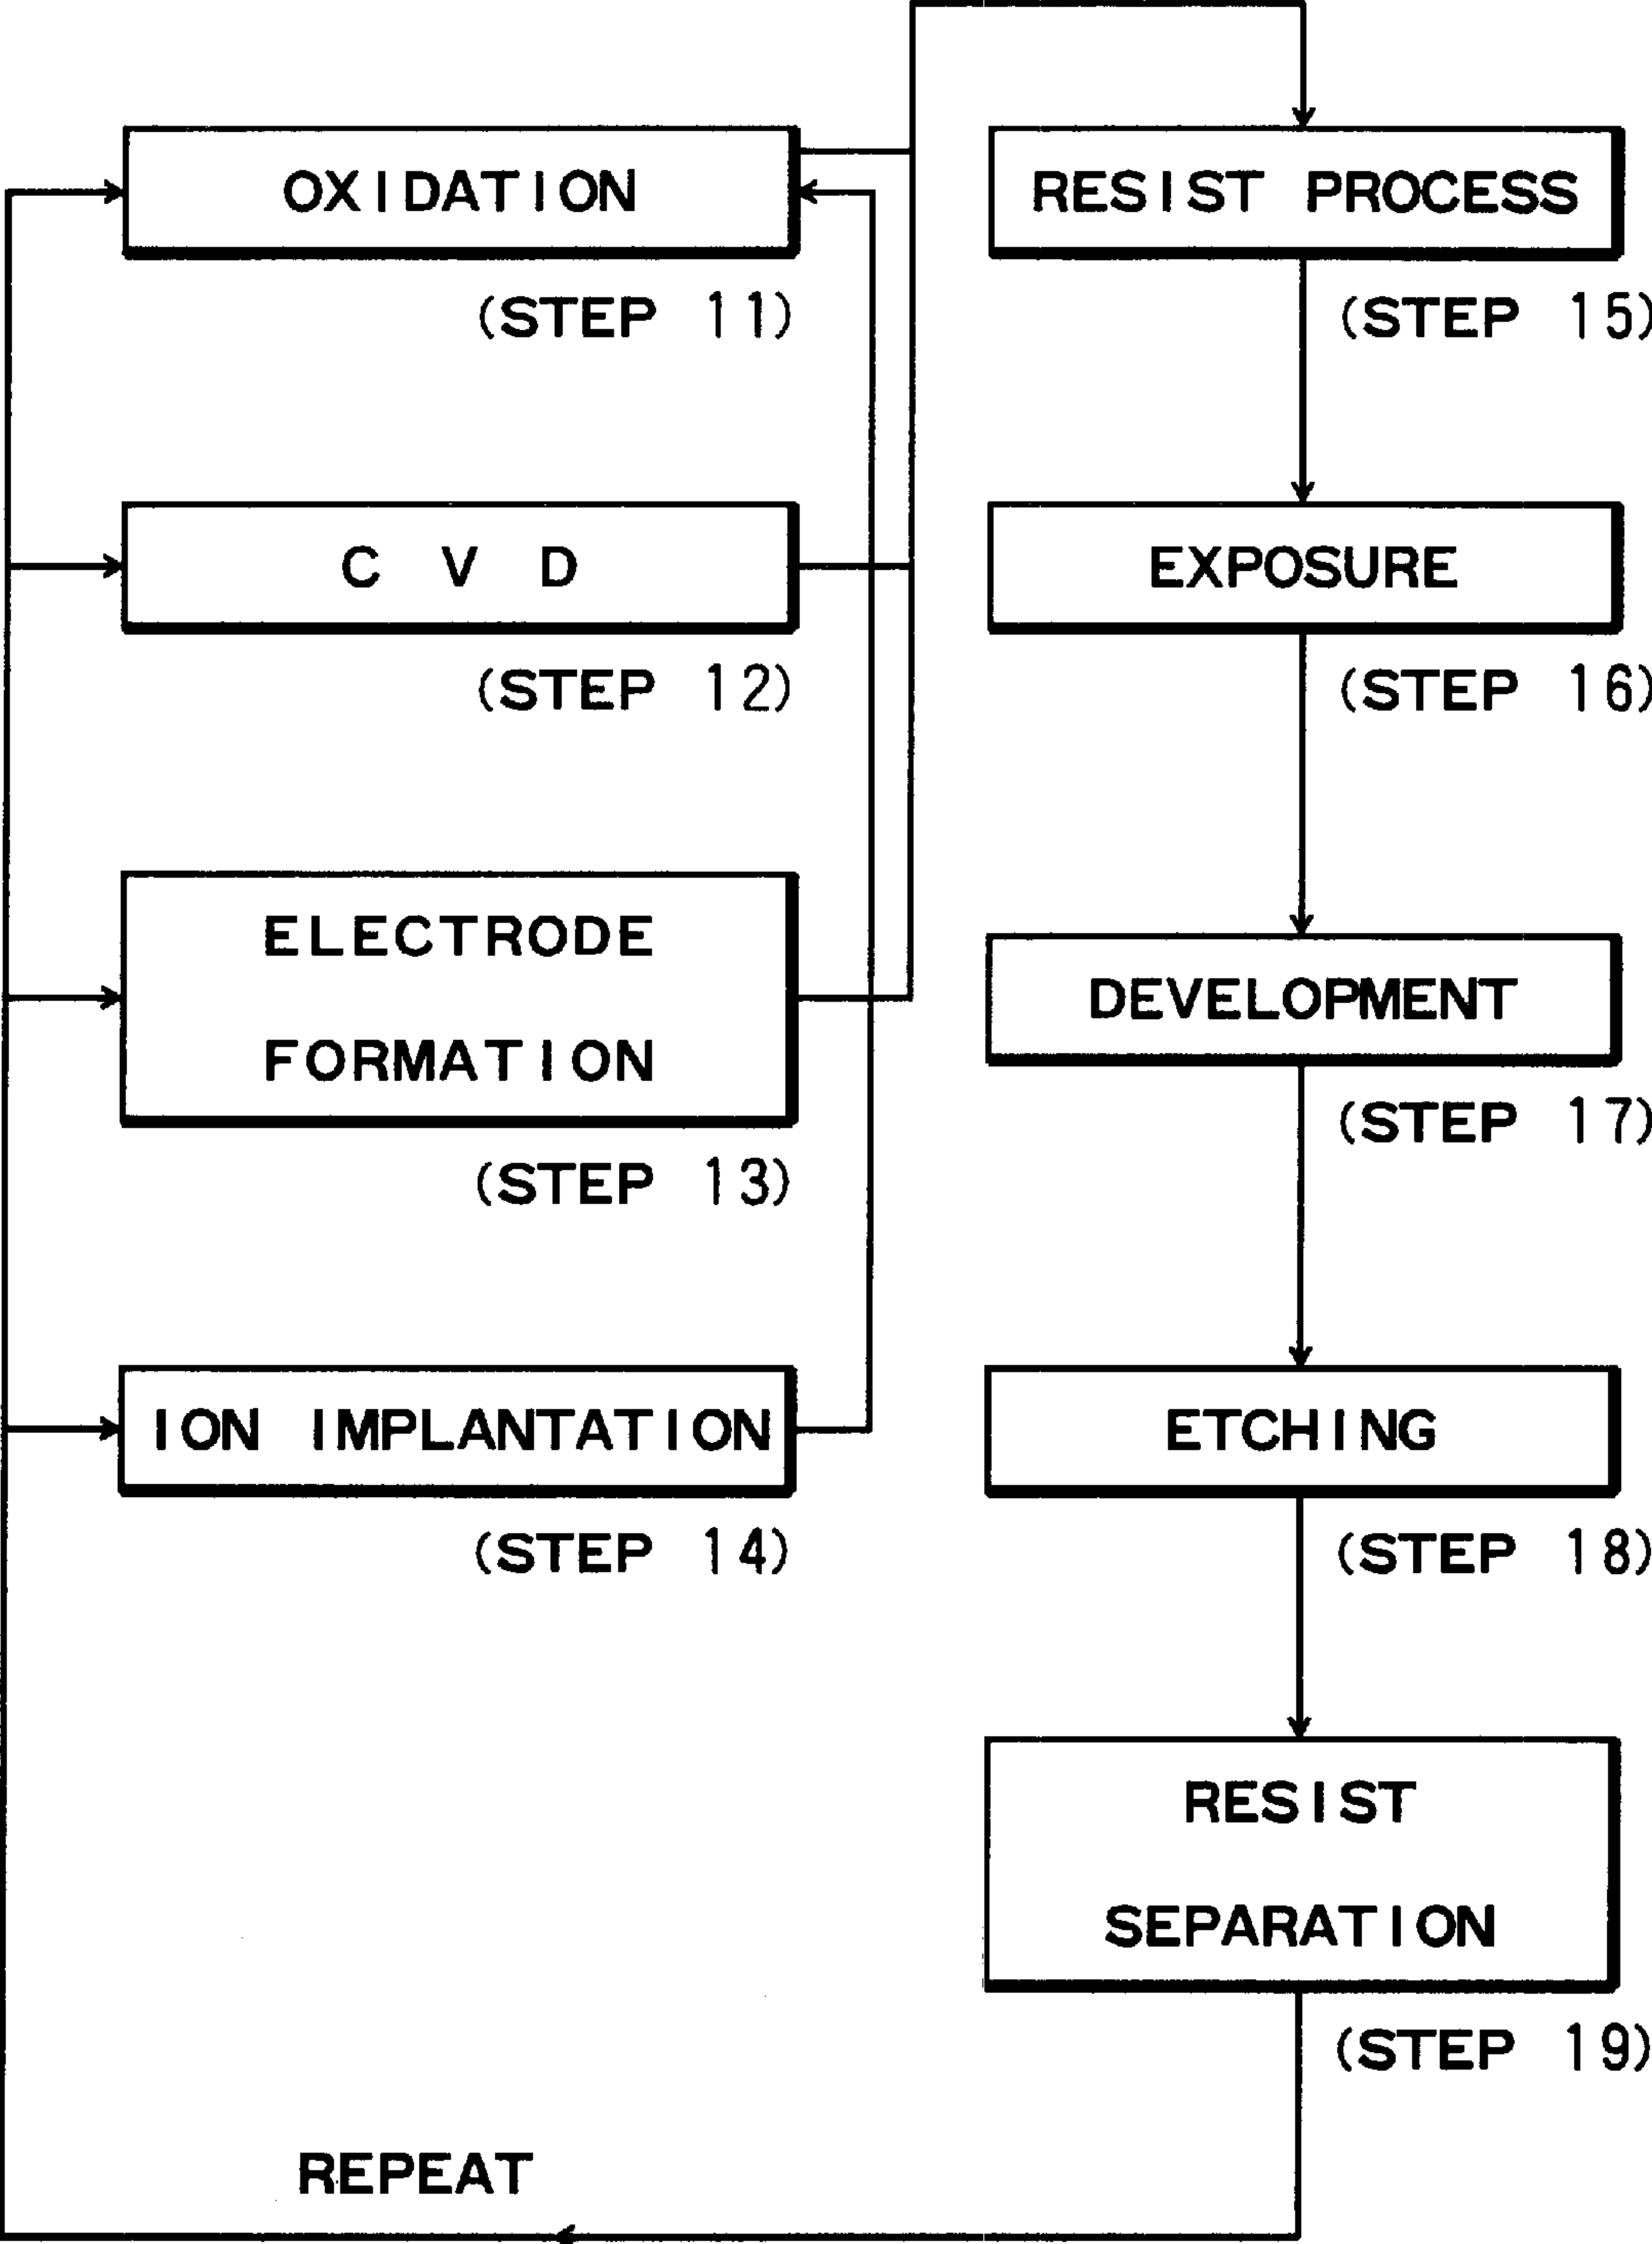 OXIDATION
(STEP 11)
C V D
(STEP 12)
ELECTRODE
FORMATION
(STEP 13)
ION IMPLANTATION
(STEP 14)
RESIST PROCESS
(STEP 15)
EXPOSURE
(STEP 16)
DEVELOPMENT
(STEP 17)
ETCHING
(STEP 18)
RESIST
SEPARATION
(STEP 19)
REPEAT